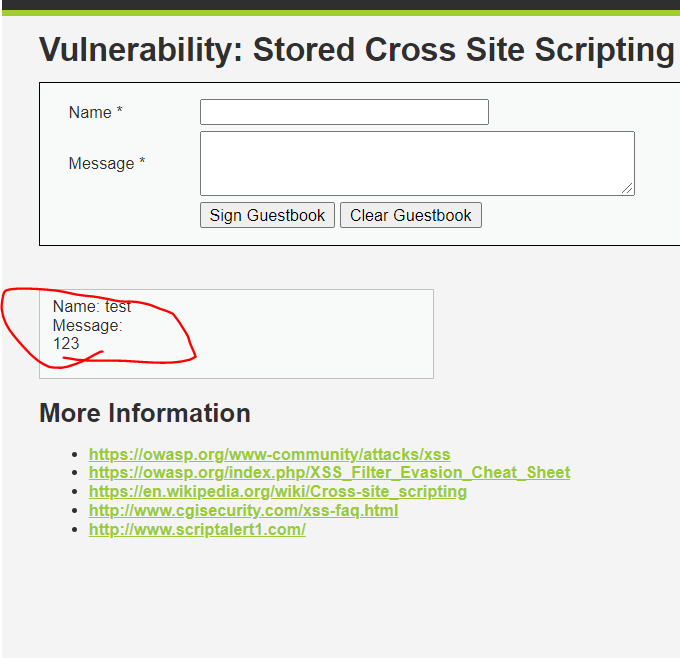 Vulnerability: Stored Cross Site Scripting
Name *
Message *
Sign Guestbook Clear Guestbook
Name: test
Message:
123
More Information
https://owasp.org/www-community/attacks/xss
https://owasp.org/index.php/XSS_Filter_Evasion_Cheat_Sheet
https://en.wikipedia.org/wiki/Cross-site_scripting
http://www.cgisecurity.com/xss-faq.html
http://www.scriptalert1.com/